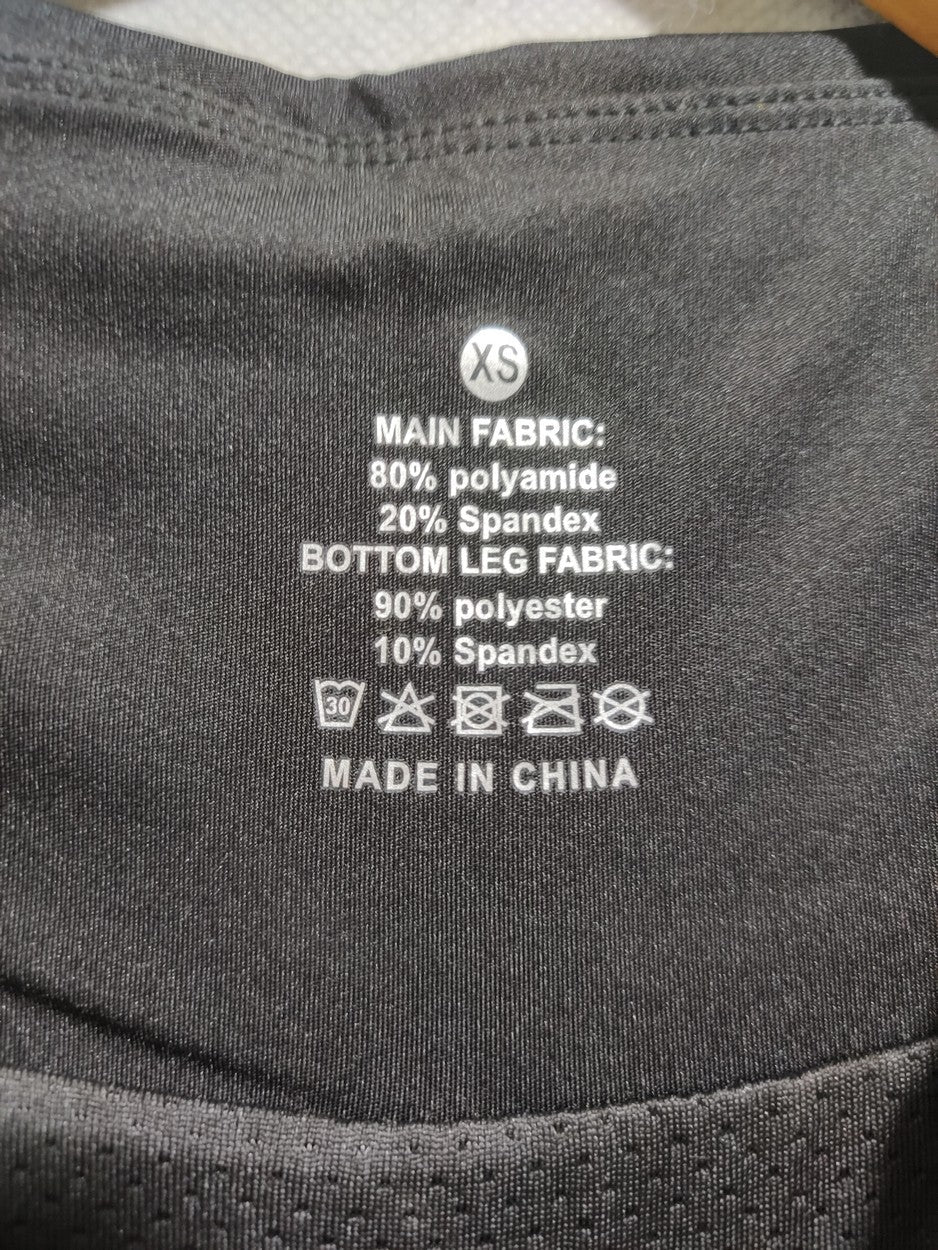 XS
MAIN FABRIC:
80% polyamide
20% Spandex
BOTTOM LEG FABRIC:
90% polyester
10% Spandex
30
MADE IN CHINA